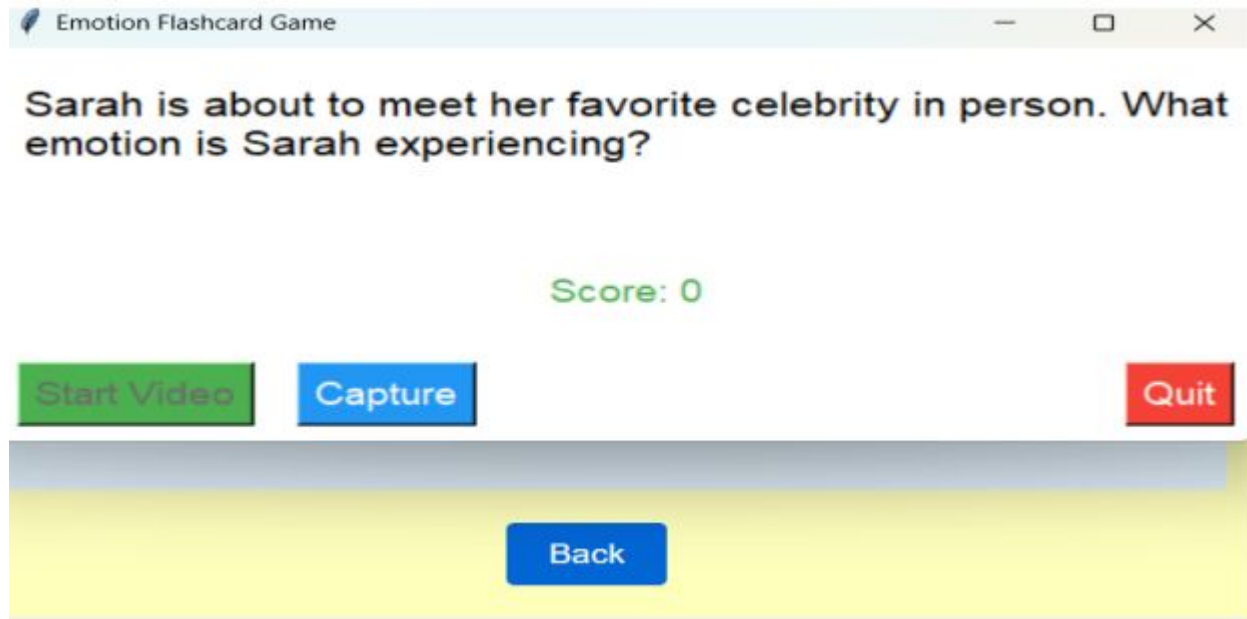 Emotion Flashcard Game
Sarah is about to meet her favorite celebrity in person. What
emotion is Sarah experiencing?
Score: 0
Start Video Capture Quit
Back